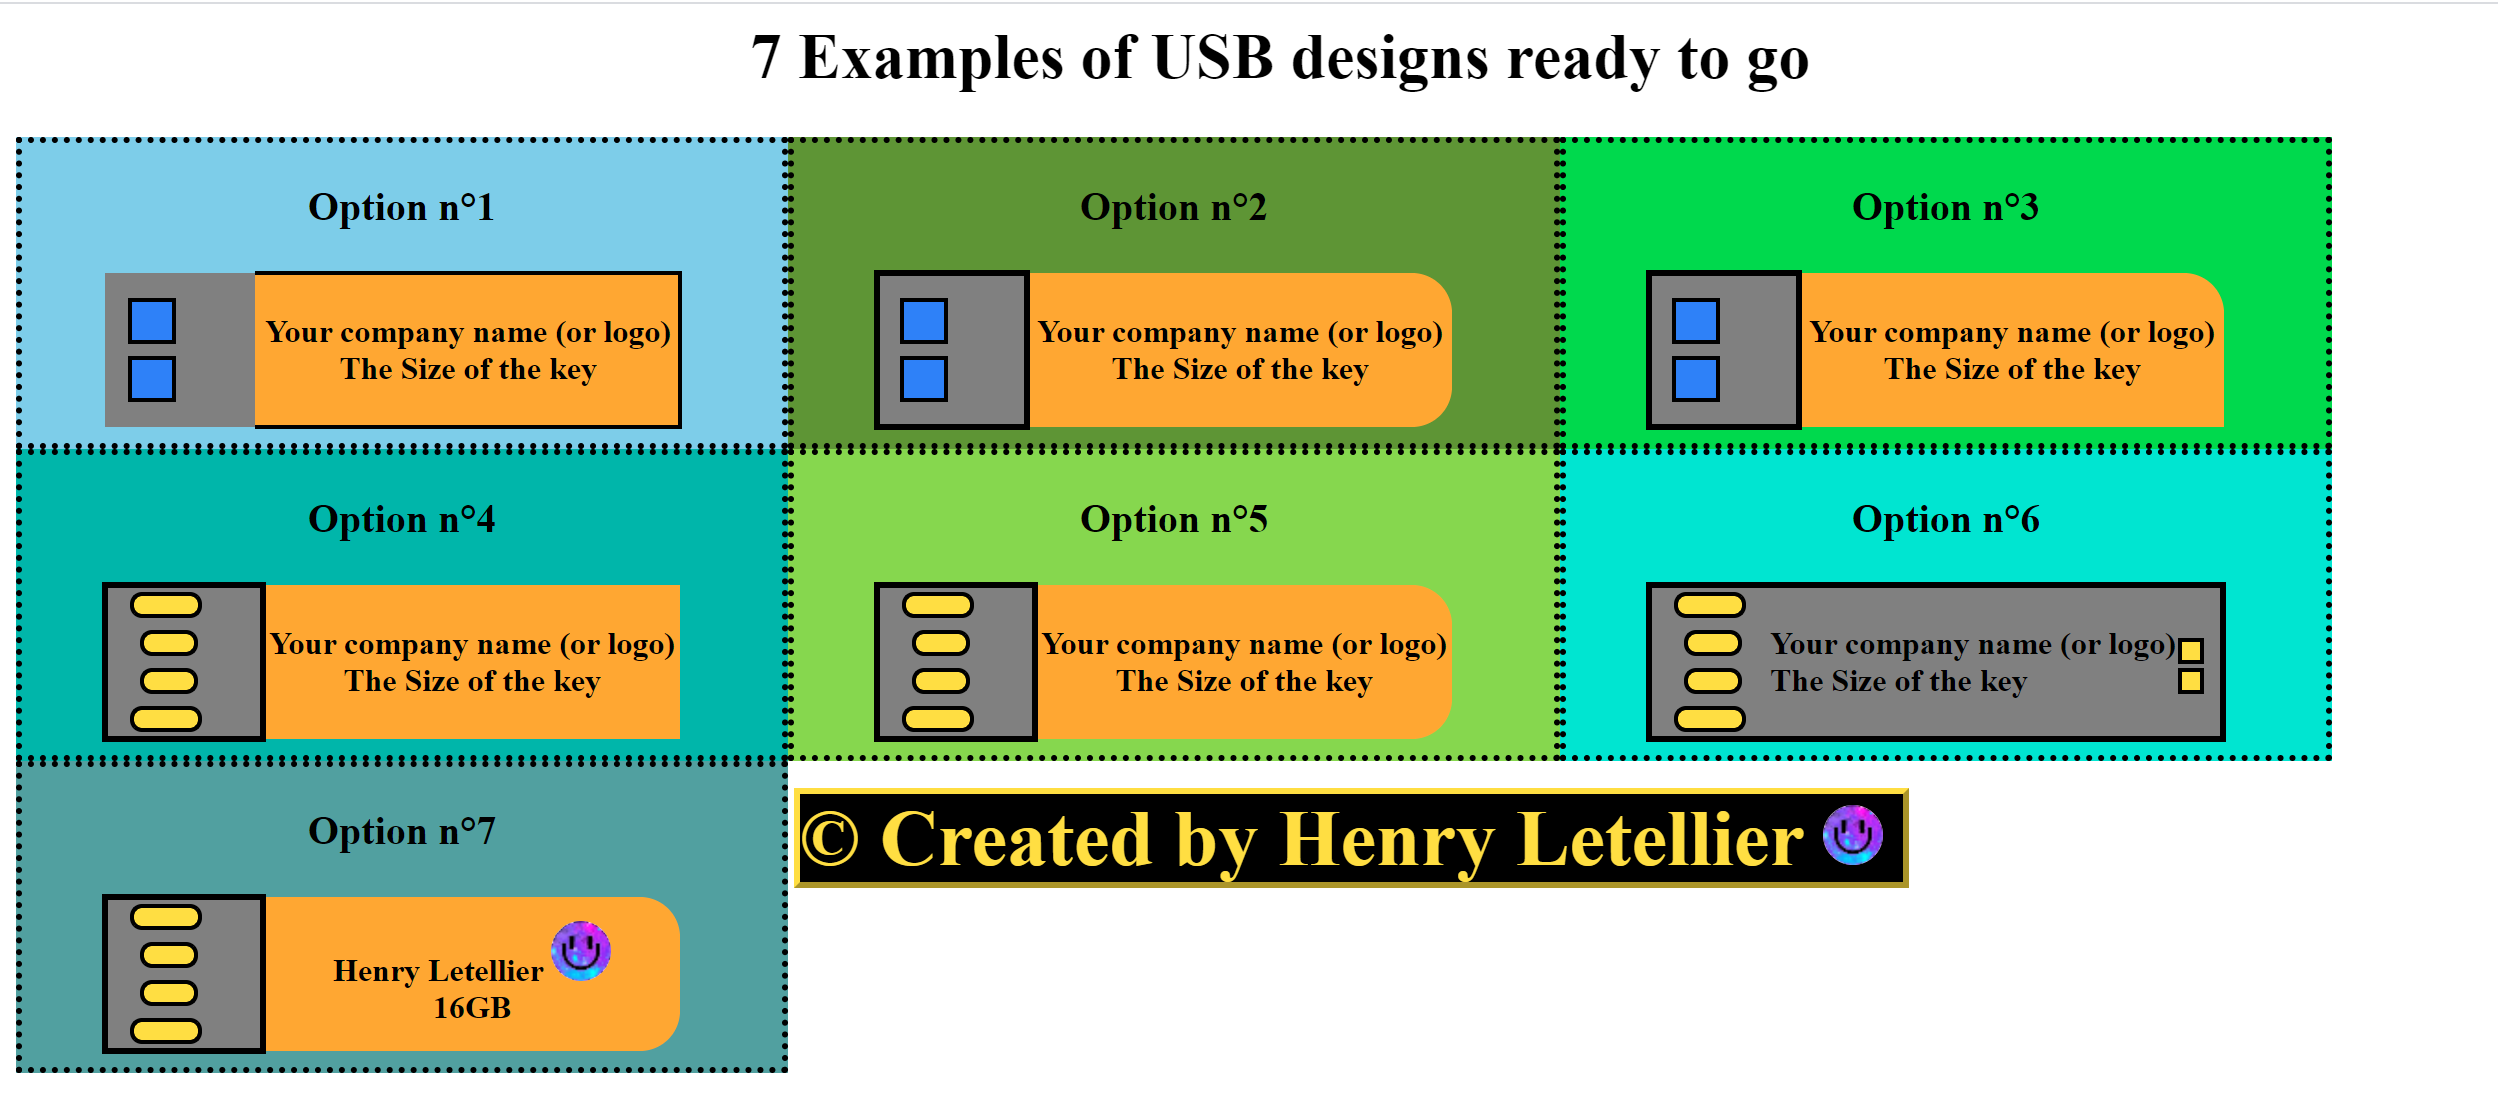 7 Examples of USB designs ready to go
Option n°1
Your company name (or logo)
The Size of the key
Option n°2
Your company name (or logo)
The Size of the key
Option n°3
Your company name (or logo)
The Size of the key
Option n°4
Your company name (or logo)
The Size of the key
Option n°5
Your company name (or logo)
The Size of the key
Option n°6
Your company name (or logo)
The Size of the key
Option n°7
Henry Letellier
16GB
© Created by Henry Letellier